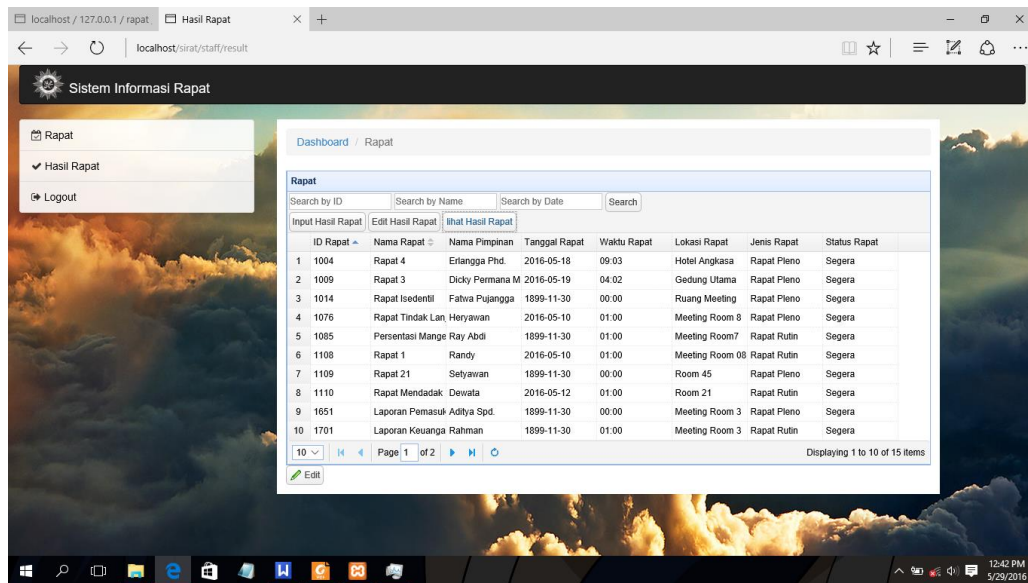 localhost / 127.0.0.1 / rapat
Hasil Rapat
localhost/sirat/staff/result
Sistem Informasi Rapat
Rapat
Hasil Rapat
Logout
Dashboard / Rapat
Rapat
Search by ID Search by Name Search by Date Search
Input Hasil Rapat Edit Hasil Rapat lihat Hasil Rapat
ID Rapat Nama Rapat Nama Pimpinan Tanggal Rapat Waktu Rapat Lokasi Rapat Jenis Rapat Status Rapat
1 1004 Rapat 4 Erlangga Phd. 2016-05-18 09:03 Hotel Angkasa Rapat Pleno Segera
2 1009 Rapat 3 Dicky Permana M 2016-05-19 04:02 Gedung Utama Rapat Pleno Segera
3 1014 Rapat Isedentil Fatwa Pujangga 1899-11-30 00:00 Ruang Meeting Rapat Pleno Segera
4 1076 Rapat Tindak Lan Heryawan 2016-05-10 01:00 Meeting Room 8 Rapat Pleno Segera
5 1085 Persentasi Mange Ray Abdi 1899-11-30 01:00 Meeting Room7 Rapat Rutin Segera
6 1108 Rapat 1 Randy 2016-05-10 01:00 Meeting Room 08 Rapat Rutin Segera
7 1109 Rapat 21 Setyawan 1899-11-30 00:00 Room 45 Rapat Pleno Segera
8 1110 Rapat Mendadak Dewata 2016-05-12 01:00 Room 21 Rapat Rutin Segera
9 1651 Laporan Pemasuk Aditya Spd. 1899-11-30 00:00 Meeting Room 3 Rapat Pleno Segera
10 1701 Laporan Keuanga Rahman 1899-11-30 01:00 Meeting Room 3 Rapat Rutin Segera
10 Page 1 of 2 Displaying 1 to 10 of 15 items
Edit
12:42 PM
5/29/2016